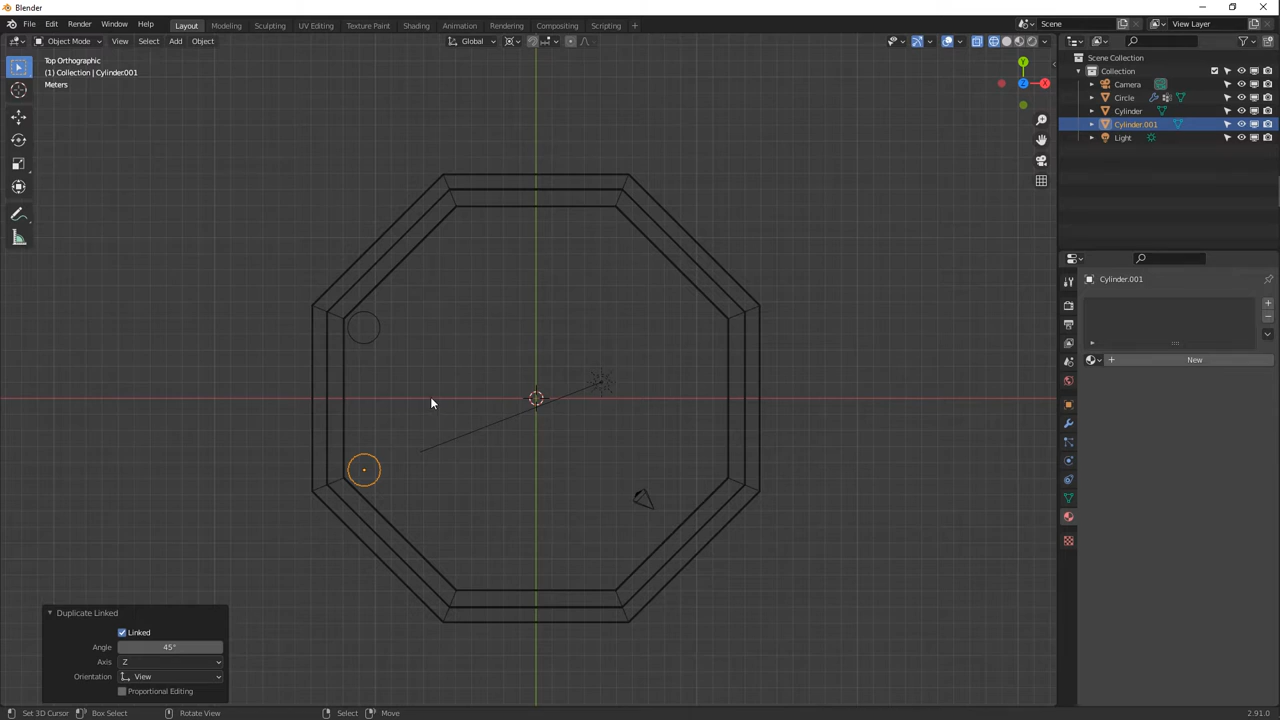 Blender
File Edit Render Window Help Layout Modeling Sculpting UV Editing Texture Paint Shading Animation Rendering Compositing Scripting + Scene View Layer
Object Mode View Select Add Object Global
Top Orthographic
(1) Collection | Cylinder.001
Meters
Y
X
Z
Scene Collection
Collection
Camera
Circle
Cylinder
Cylinder.001
Light
Cylinder.001
New
Duplicate Linked
Linked
Angle 45°
Axis Z
Orientation View
Proportional Editing
Set 3D Cursor Box Select Rotate View Select Move 2.91.0